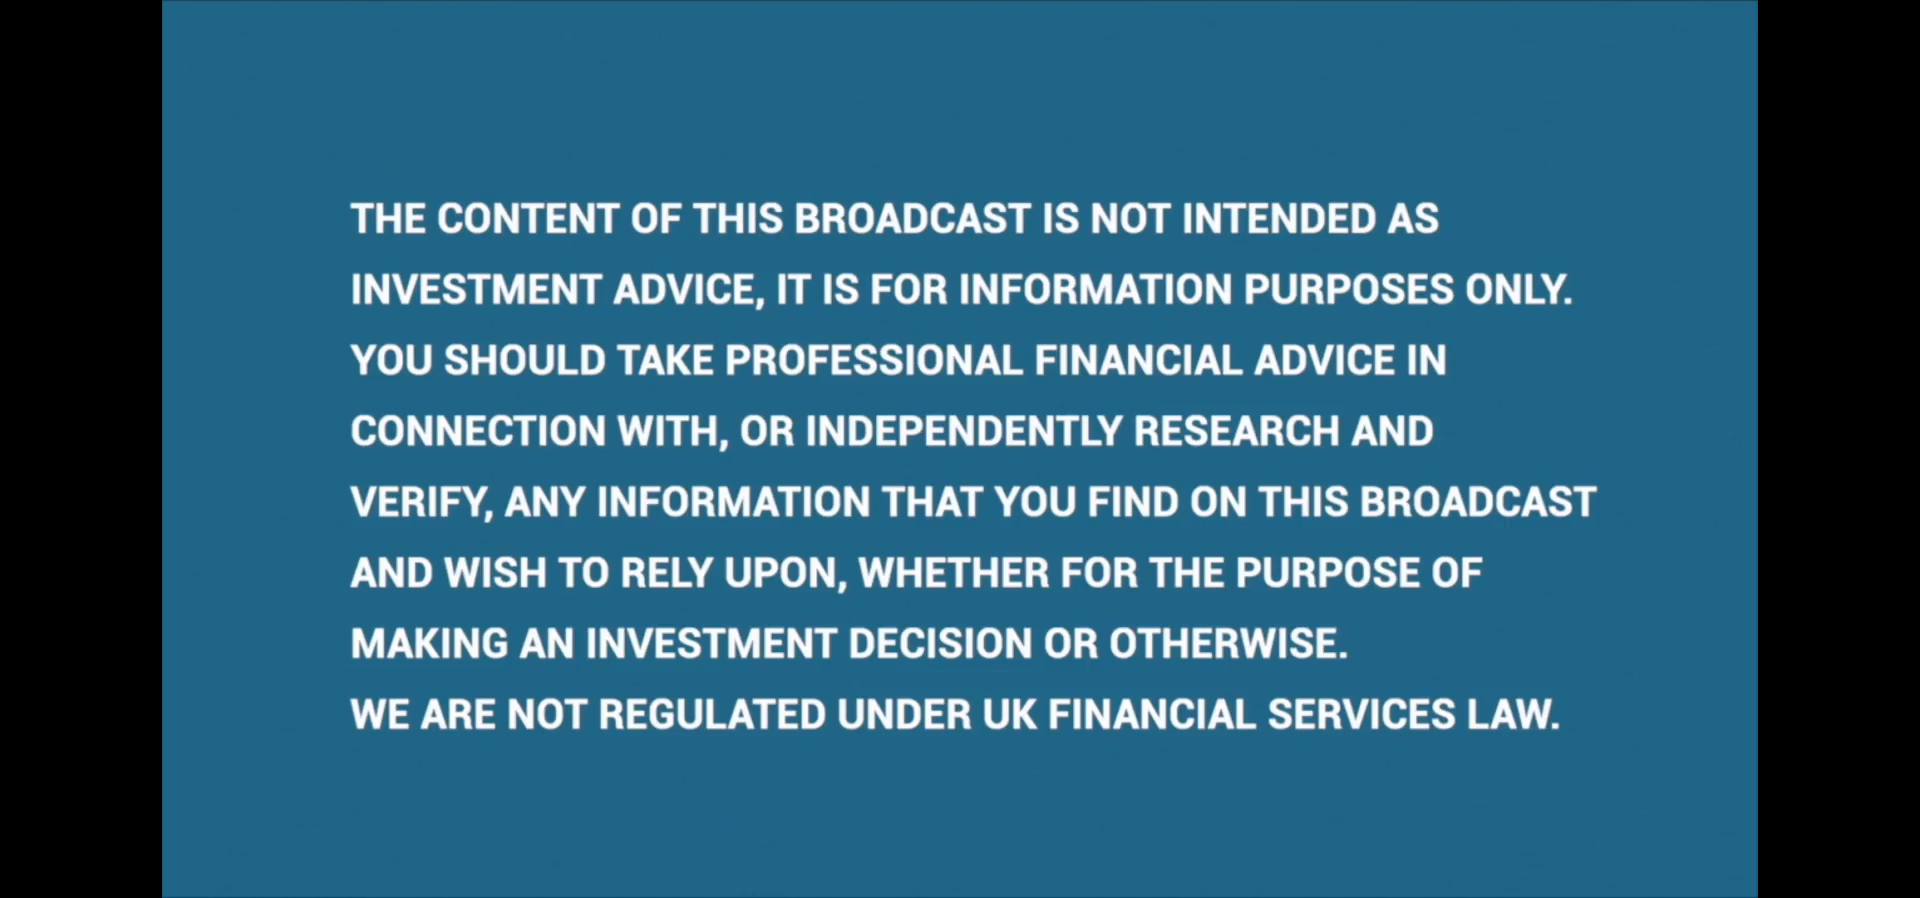 THE CONTENT OF THIS BROADCAST IS NOT INTENDED AS
INVESTMENT ADVICE, IT IS FOR INFORMATION PURPOSES ONLY.
YOU SHOULD TAKE PROFESSIONAL FINANCIAL ADVICE IN
CONNECTION WITH, OR INDEPENDENTLY RESEARCH AND
VERIFY, ANY INFORMATION THAT YOU FIND ON THIS BROADCAST
AND WISH TO RELY UPON, WHETHER FOR THE PURPOSE OF
MAKING AN INVESTMENT DECISION OR OTHERWISE.
WE ARE NOT REGULATED UNDER UK FINANCIAL SERVICES LAW.